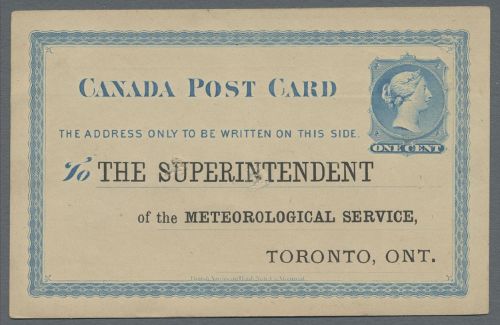 CANADA POST CARD
ONE CENT
THE ADDRESS ONLY TO BE WRITTEN ON THIS SIDE.
To THE SUPERINTENDENT
of the METEOROLOGICAL SERVICE,
TORONTO, ONT.